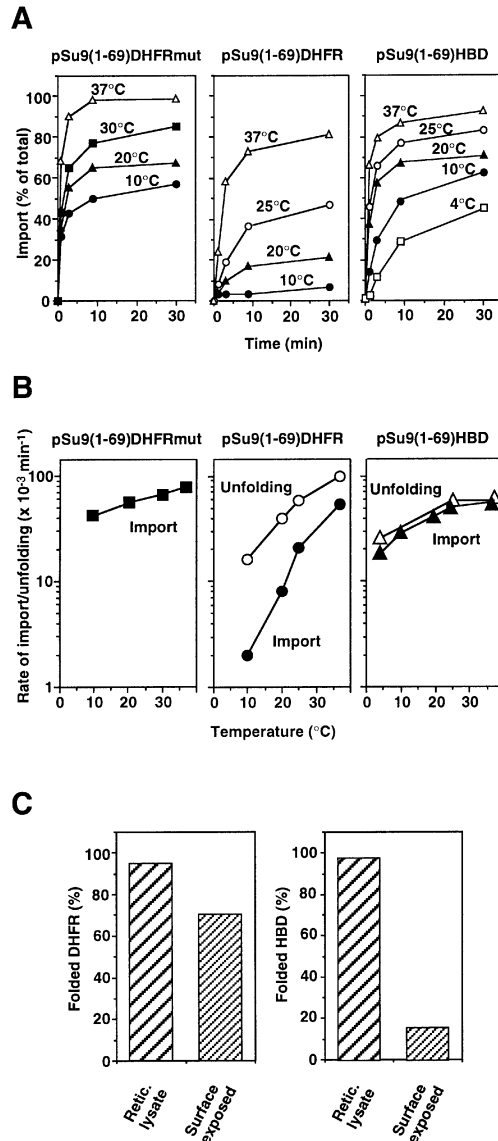 A
pSu9(1-69)DHFRmut
pSu9(1-69)DHFR
pSu9(1-69)HBD
Import (% of total)
100
80
60
40
20
0
37°C
30°C
20°C
10°C
37°C
25°C
20°C
10°C
37°C
25°C
20°C
10°C
4°C
0 10 20 30
0 10 20 30
0 10 20 30
Time (min)
B
pSu9(1-69)DHFRmut
pSu9(1-69)DHFR
pSu9(1-69)HBD
Rate of import/unfolding (x 10-3 min-1)
100
10
1
Import
Unfolding
Import
Unfolding
Import
0 10 20 30
0 10 20 30
0 10 20 30
Temperature (°C)
C
Folded DHFR (%)
100
80
60
40
20
0
Retic. lysate
Surface exposed
Folded HBD (%)
100
80
60
40
20
0
Retic. lysate
Surface exposed